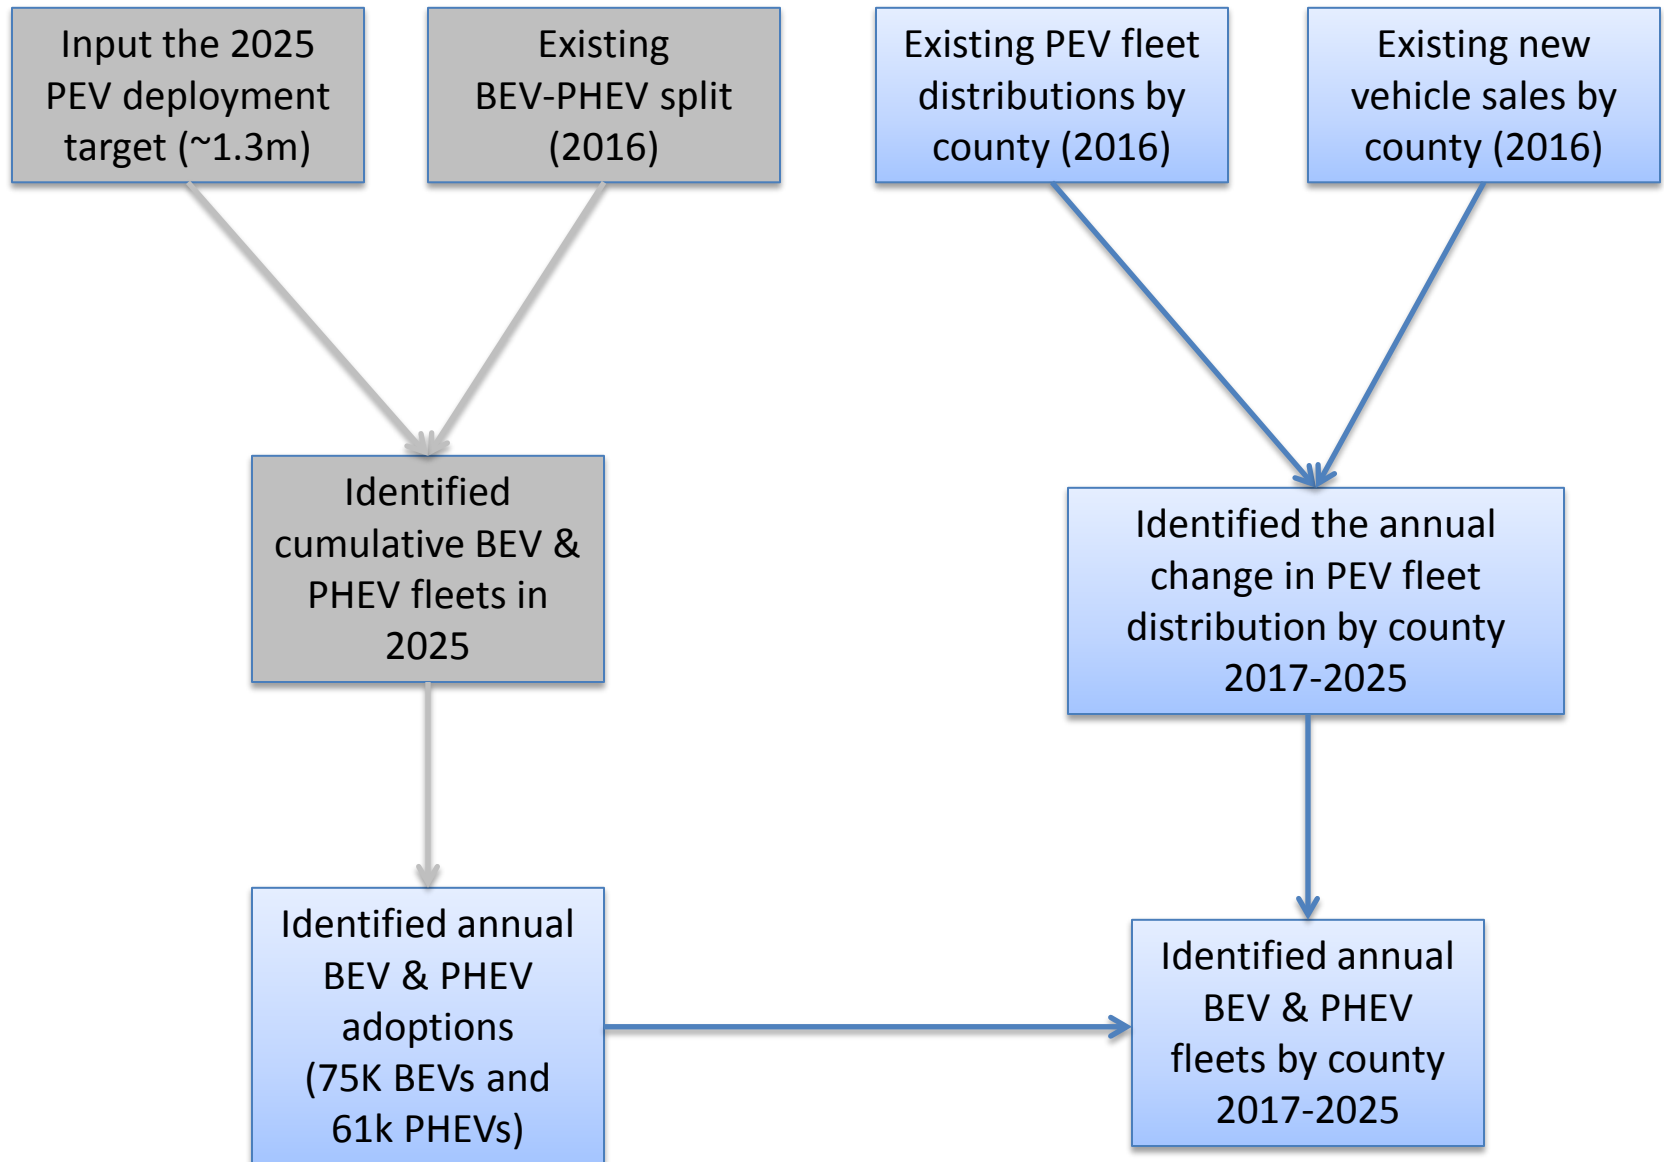 Input the 2025
PEV deployment
target (~1.3m)
Existing
BEV-PHEV split
(2016)
Existing PEV fleet
distributions by
county (2016)
Existing new
vehicle sales by
county (2016)
Identified
cumulative BEV &
PHEV fleets in
2025
Identified the annual
change in PEV fleet
distribution by county
2017-2025
Identified annual
BEV & PHEV
adoptions
(75K BEVs and
61k PHEVs)
Identified annual
BEV & PHEV
fleets by county
2017-2025